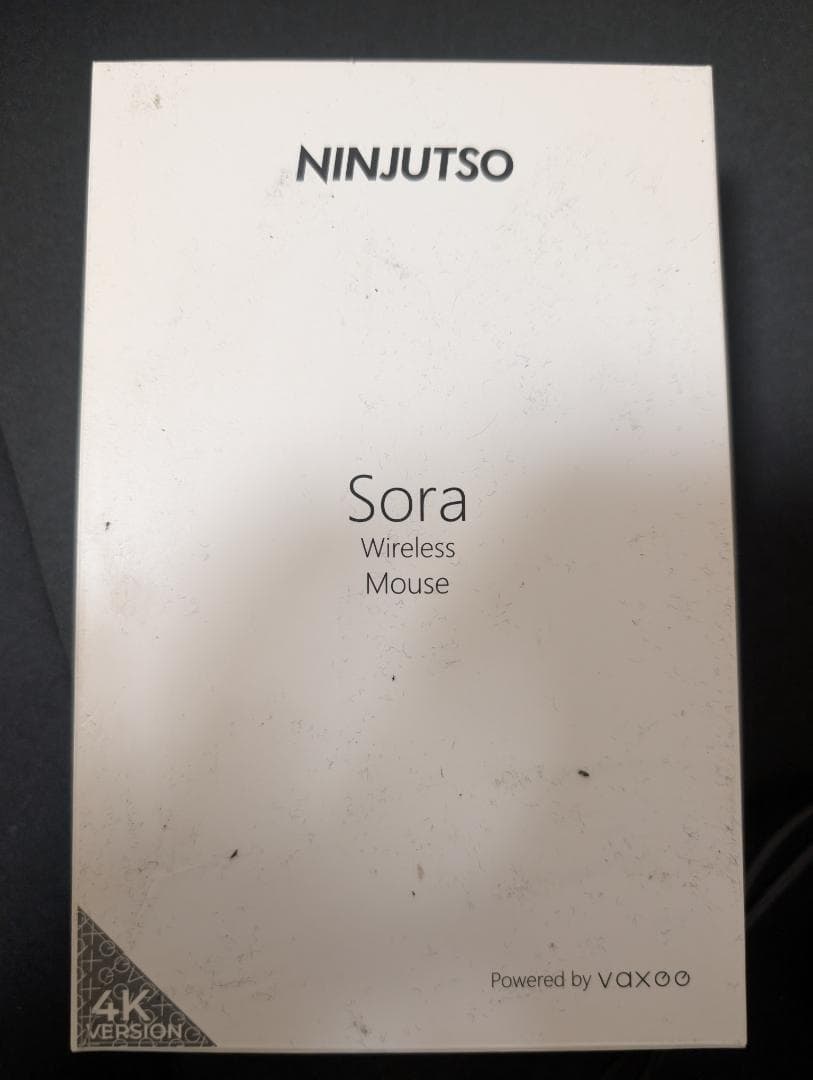 NINJUTSO
Sora
Wireless
Mouse
Powered by vaxee
4K
VERSION